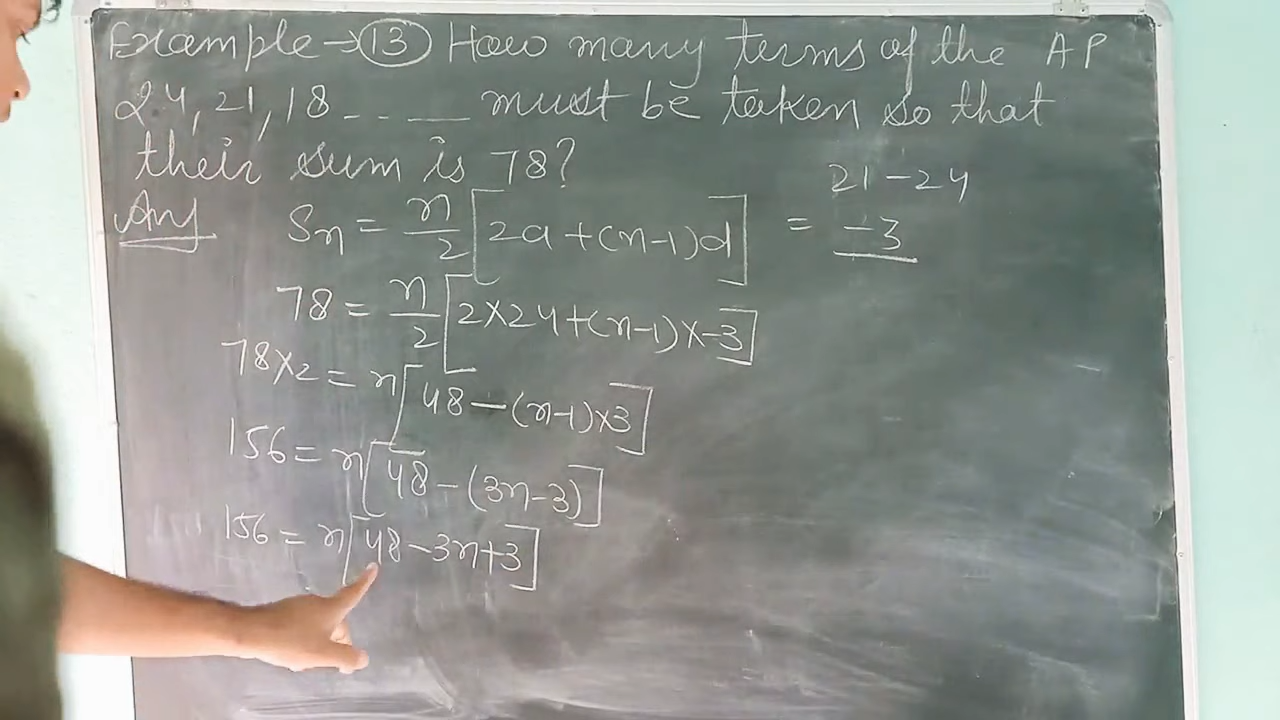 Example → 13 How many terms of the AP
24, 21, 18 - - - — must be taken so that
their sum is 78?
21 - 24
Ans Sn = n/2 [2a + (n-1)d] = -3
78 = n/2 [2×24 + (n-1)×-3]
78×2 = n[48 - (n-1)×3]
156 = n[48 - (3n-3)]
156 = n[48 - 3n + 3]